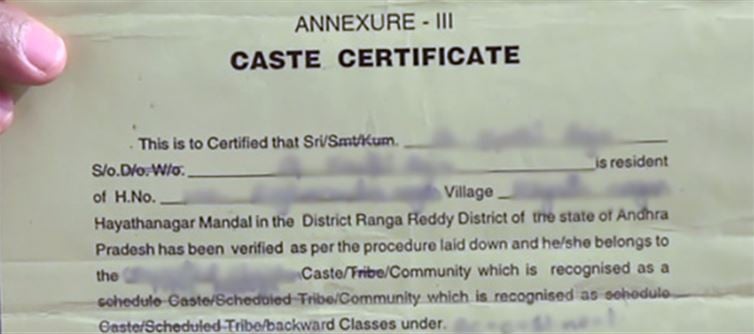 ANNEXURE - III
CASTE CERTIFICATE
This is to Certified that Sri/Smt/Kum.
S/o.D/o. W/o. is resident
of H.No. Village
Hayathanagar Mandal in the District Ranga Reddy District of the state of Andhra
Pradesh has been verified as per the procedure laid down and he/she belongs to
the Caste/Tribe/Community which is recognised as a
schedule Caste/Scheduled Tribe/Community which is recognised as schedule
Caste/Scheduled Tribe/backward Classes under.